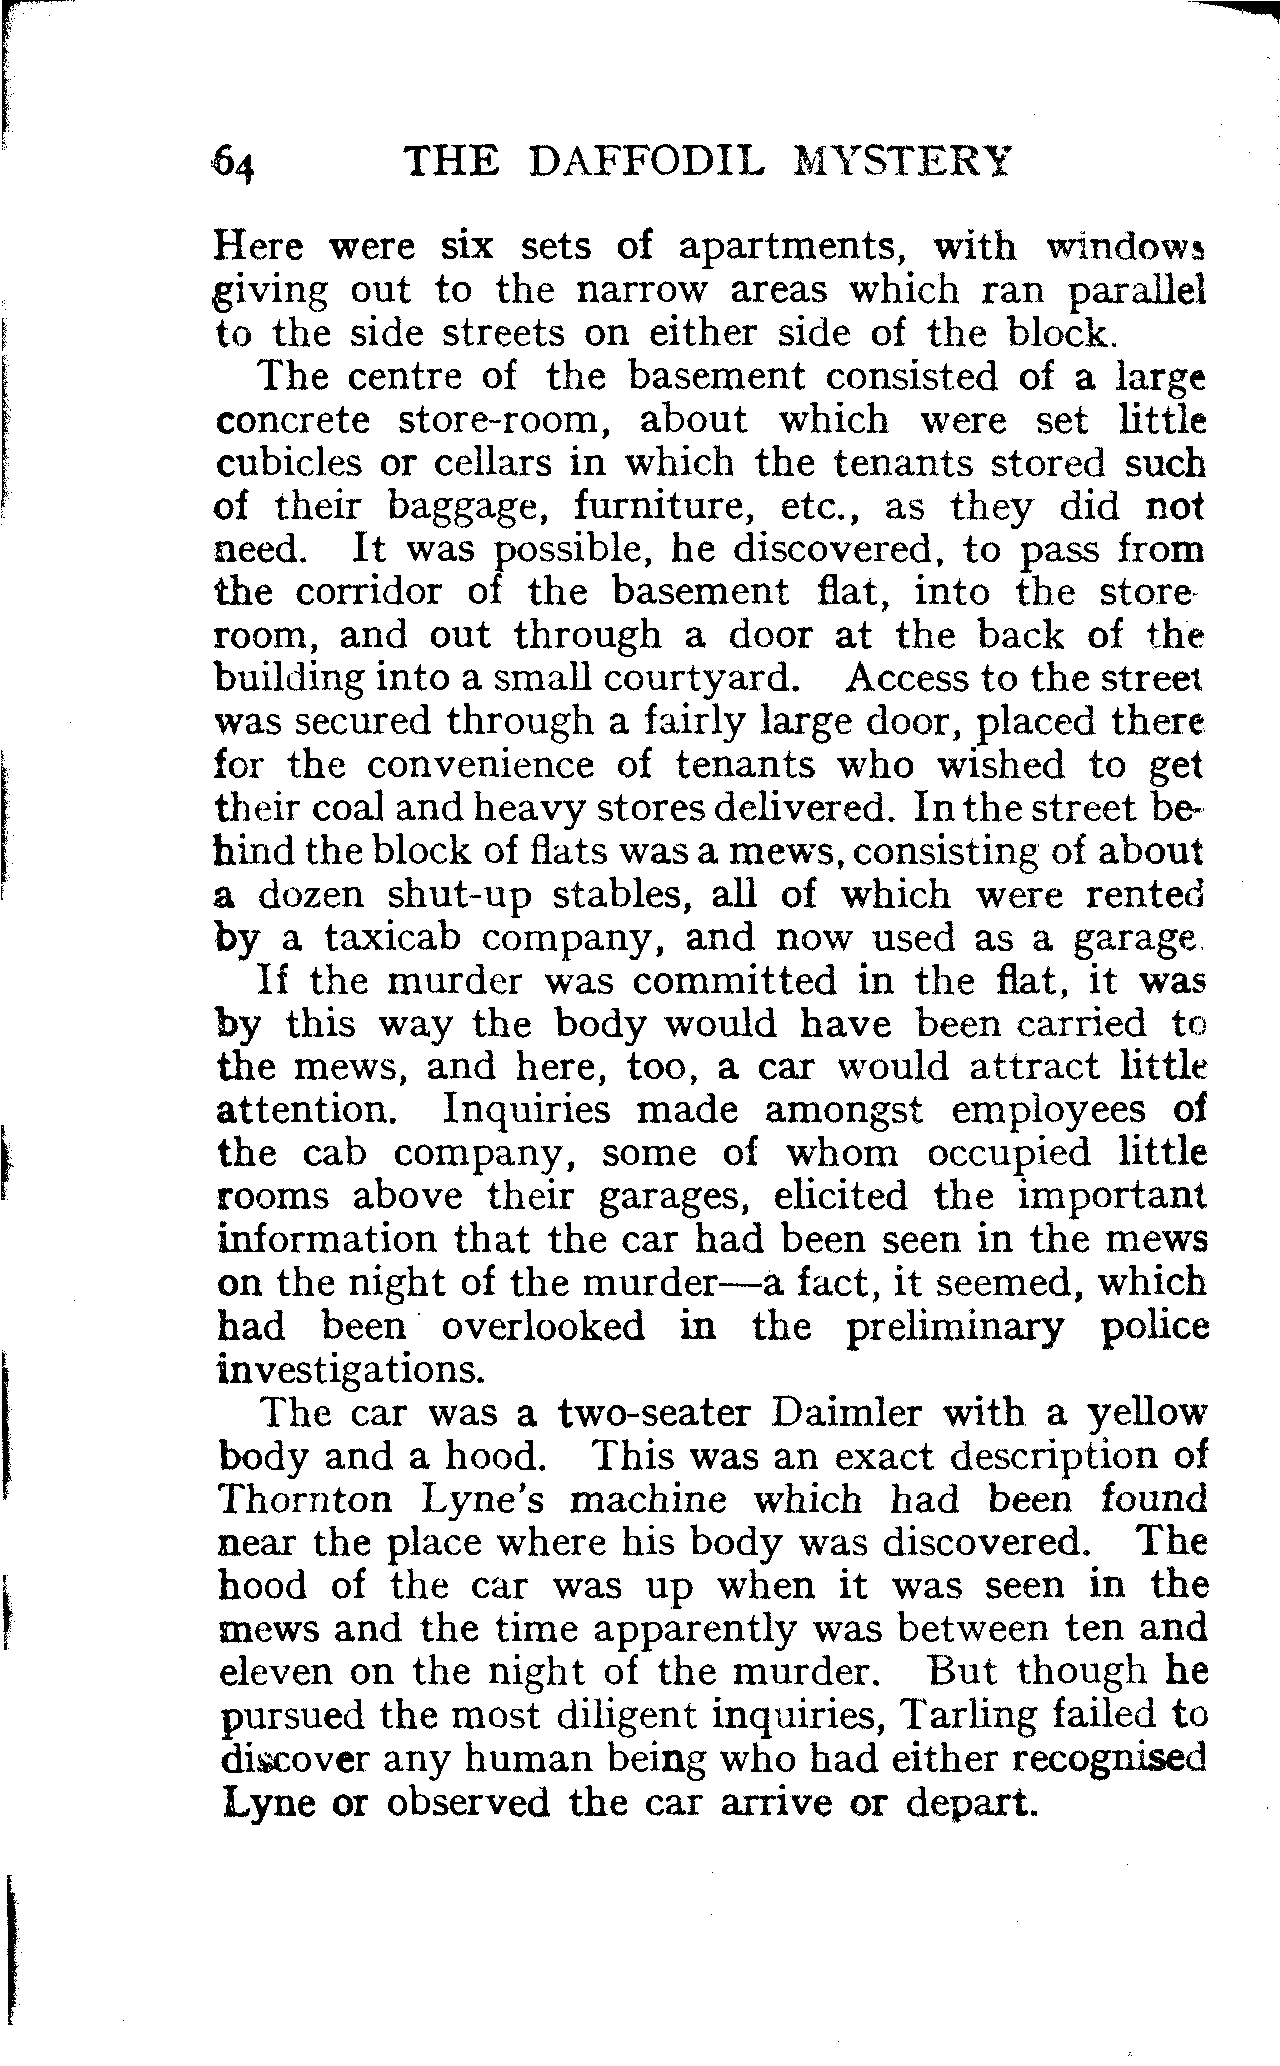 64 THE DAFFODIL MYSTERY
Here were six sets of apartments, with windows
giving out to the narrow areas which ran parallel
to the side streets on either side of the block.
The centre of the basement consisted of a large
concrete store-room, about which were set little
cubicles or cellars in which the tenants stored such
of their baggage, furniture, etc., as they did not
need. It was possible, he discovered, to pass from
the corridor of the basement flat, into the store-
room, and out through a door at the back of the
building into a small courtyard. Access to the street
was secured through a fairly large door, placed there
for the convenience of tenants who wished to get
their coal and heavy stores delivered. In the street be-
hind the block of flats was a mews, consisting of about
a dozen shut-up stables, all of which were rented
by a taxicab company, and now used as a garage.
If the murder was committed in the flat, it was
by this way the body would have been carried to
the mews, and here, too, a car would attract little
attention. Inquiries made amongst employees of
the cab company, some of whom occupied little
rooms above their garages, elicited the important
information that the car had been seen in the mews
on the night of the murder—a fact, it seemed, which
had been overlooked in the preliminary police
investigations.
The car was a two-seater Daimler with a yellow
body and a hood. This was an exact description of
Thornton Lyne's machine which had been found
near the place where his body was discovered. The
hood of the car was up when it was seen in the
mews and the time apparently was between ten and
eleven on the night of the murder. But though he
pursued the most diligent inquiries, Tarling failed to
discover any human being who had either recognised
Lyne or observed the car arrive or depart.